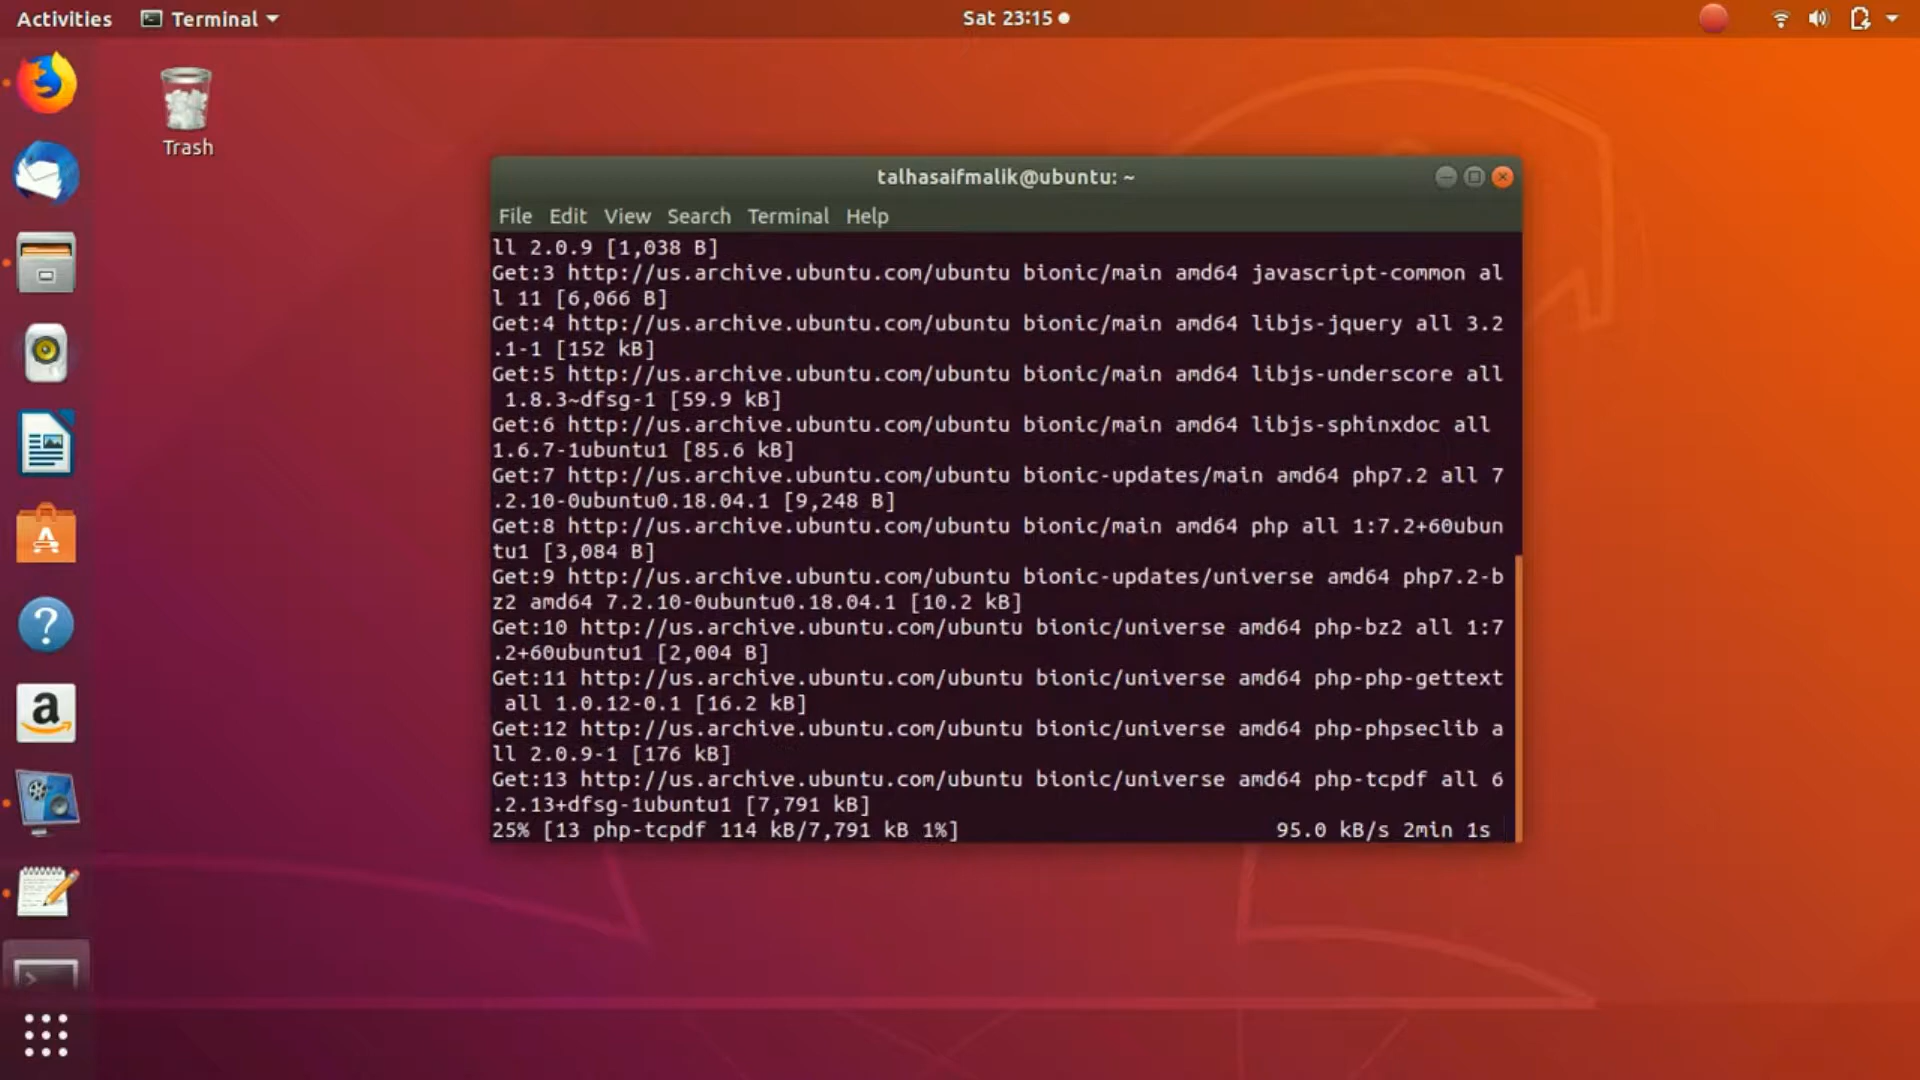 Activities
Terminal
Sat 23:15
Trash
talhasaifmalik@ubuntu: ~
File Edit View Search Terminal Help
ll 2.0.9 [1,038 B]
Get:3 http://us.archive.ubuntu.com/ubuntu bionic/main amd64 javascript-common al
l 11 [6,066 B]
Get:4 http://us.archive.ubuntu.com/ubuntu bionic/main amd64 libjs-jquery all 3.2
.1-1 [152 kB]
Get:5 http://us.archive.ubuntu.com/ubuntu bionic/main amd64 libjs-underscore all
 1.8.3~dfsg-1 [59.9 kB]
Get:6 http://us.archive.ubuntu.com/ubuntu bionic/main amd64 libjs-sphinxdoc all
1.6.7-1ubuntu1 [85.6 kB]
Get:7 http://us.archive.ubuntu.com/ubuntu bionic-updates/main amd64 php7.2 all 7
.2.10-0ubuntu0.18.04.1 [9,248 B]
Get:8 http://us.archive.ubuntu.com/ubuntu bionic/main amd64 php all 1:7.2+60ubun
tu1 [3,084 B]
Get:9 http://us.archive.ubuntu.com/ubuntu bionic-updates/universe amd64 php7.2-b
z2 amd64 7.2.10-0ubuntu0.18.04.1 [10.2 kB]
Get:10 http://us.archive.ubuntu.com/ubuntu bionic/universe amd64 php-bz2 all 1:7
.2+60ubuntu1 [2,004 B]
Get:11 http://us.archive.ubuntu.com/ubuntu bionic/universe amd64 php-php-gettext
 all 1.0.12-0.1 [16.2 kB]
Get:12 http://us.archive.ubuntu.com/ubuntu bionic/universe amd64 php-phpseclib a
ll 2.0.9-1 [176 kB]
Get:13 http://us.archive.ubuntu.com/ubuntu bionic/universe amd64 php-tcpdf all 6
.2.13+dfsg-1ubuntu1 [7,791 kB]
25% [13 php-tcpdf 114 kB/7,791 kB 1%] 95.0 kB/s 2min 1s